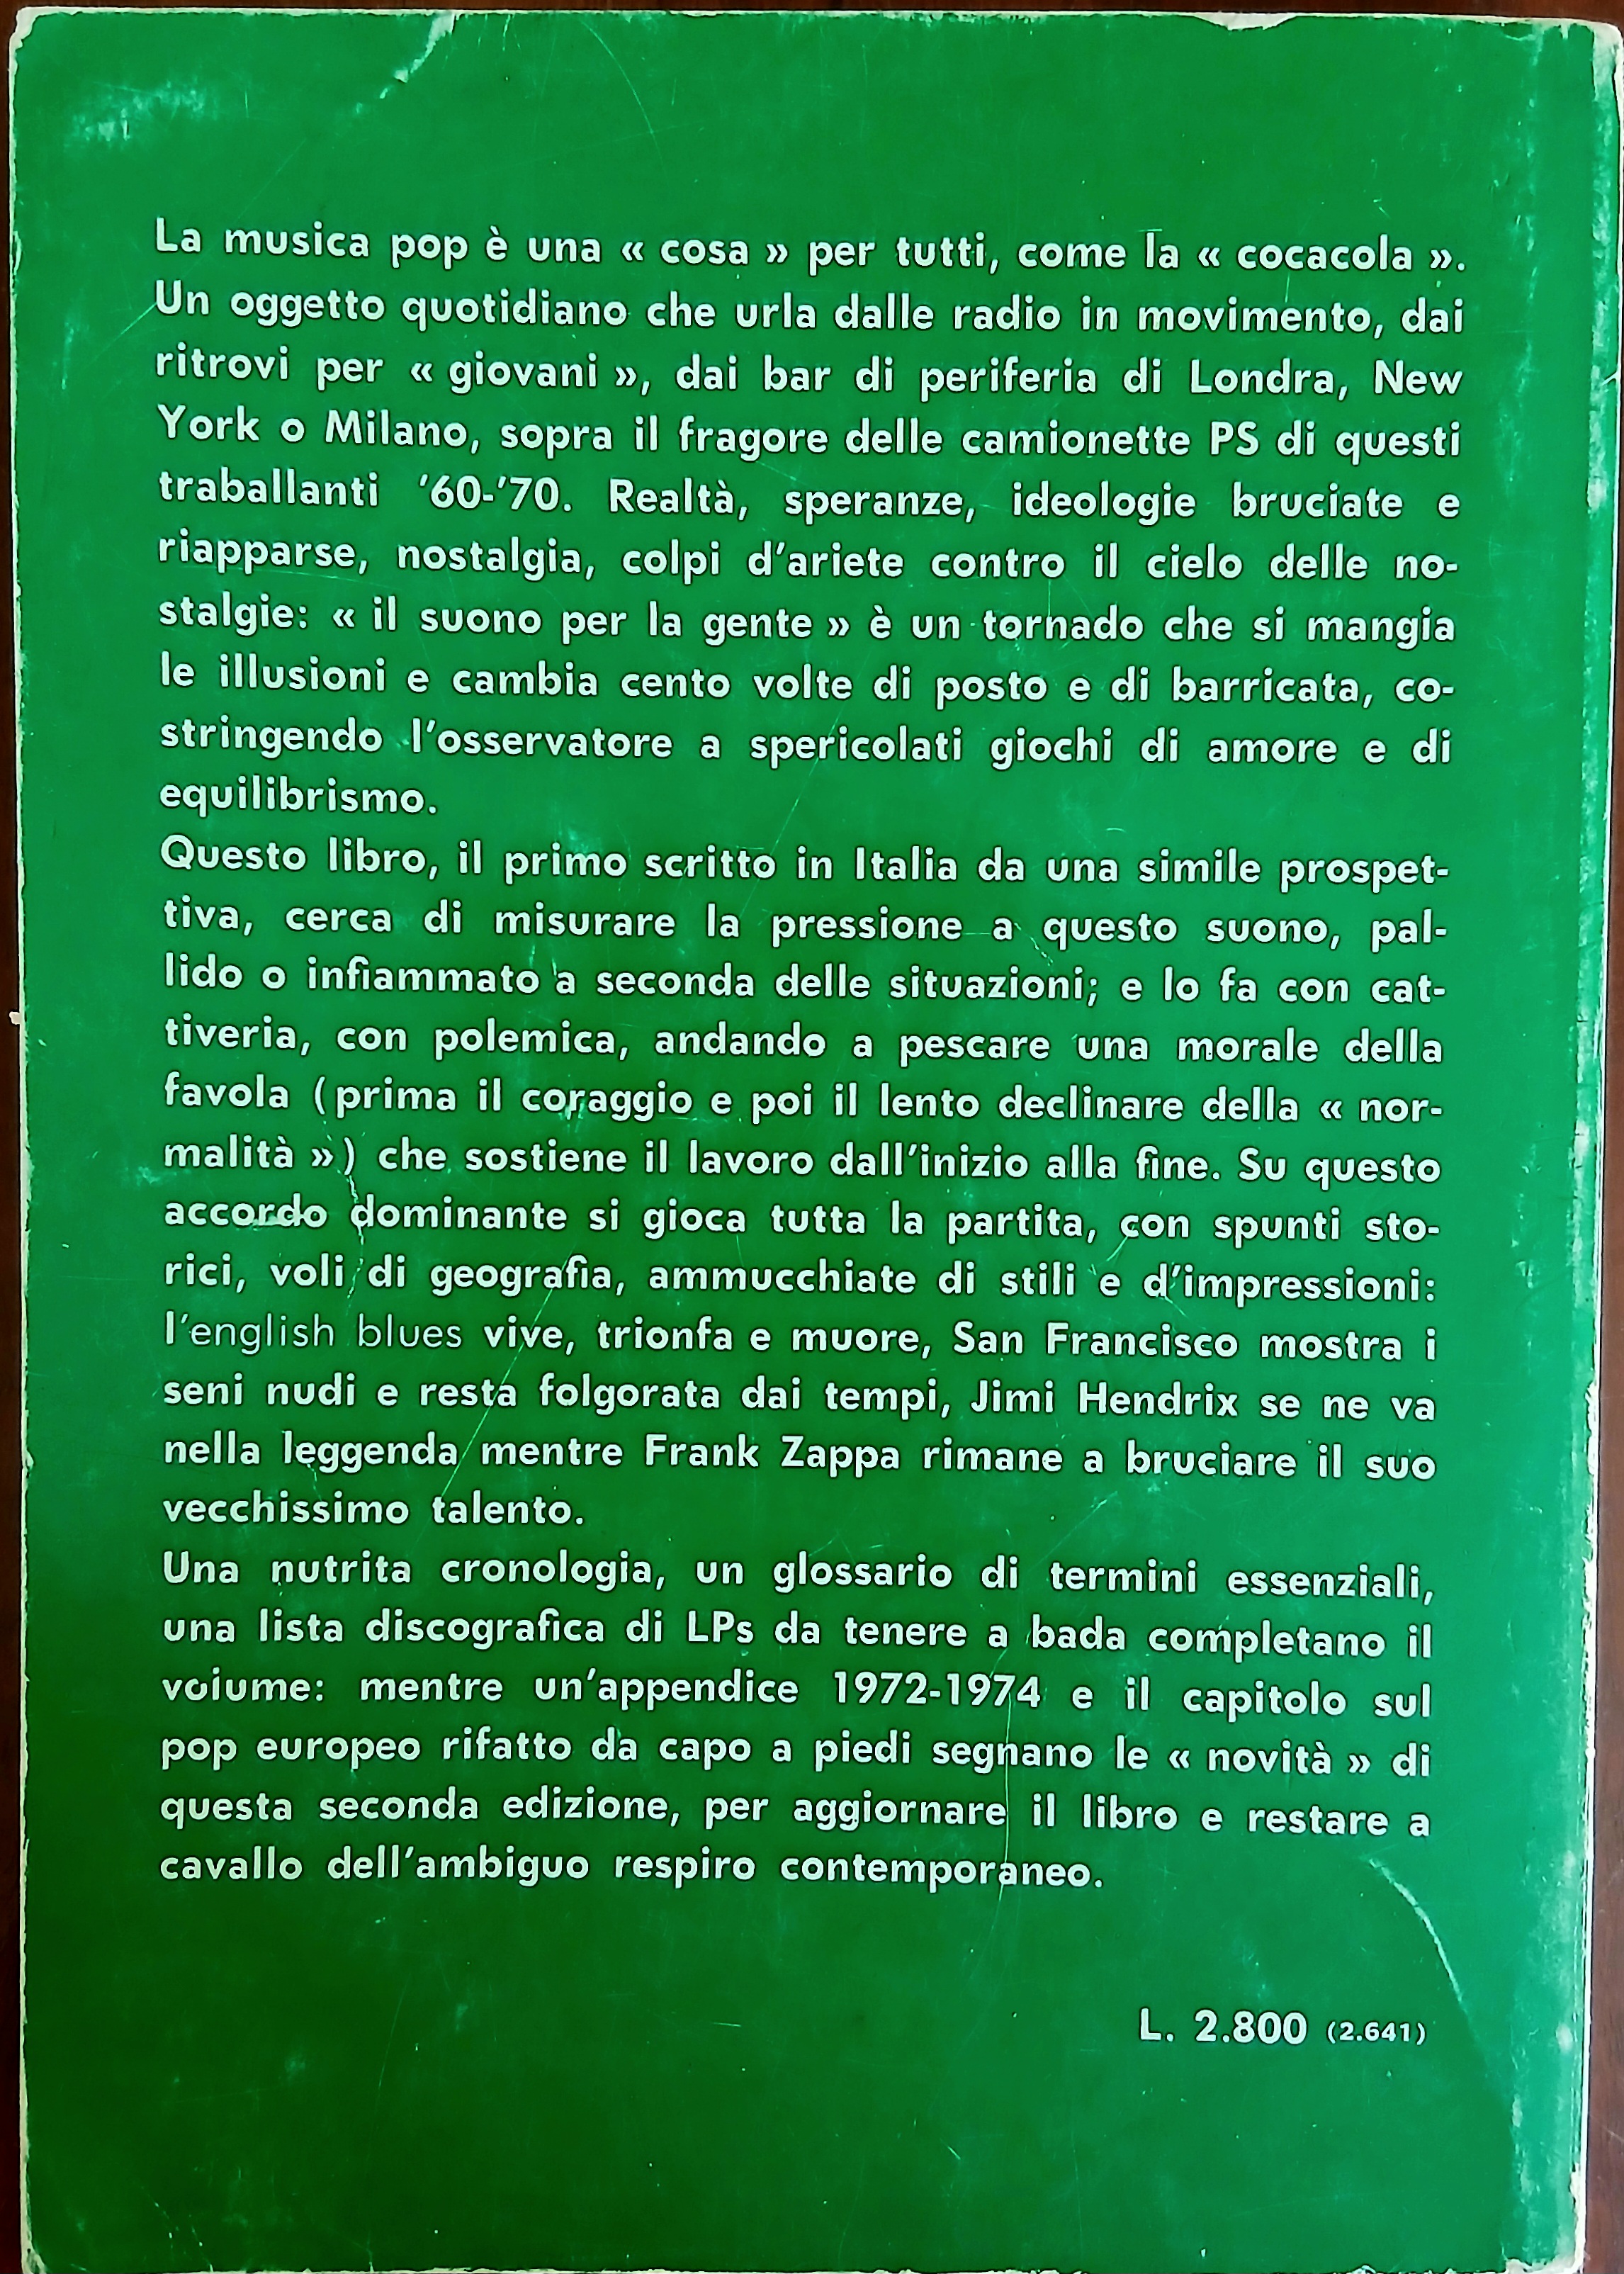 La musica pop è una « cosa » per tutti, come la « cocacola ».
Un oggetto quotidiano che urla dalle radio in movimento, dai
ritrovi per « giovani », dai bar di periferia di Londra, New
York o Milano, sopra il fragore delle camionette PS di questi
traballanti '60-'70. Realtà, speranze, ideologie bruciate e
riapparse, nostalgia, colpi d'ariete contro il cielo delle no-
stalgie: « il suono per la gente » è un tornado che si mangia
le illusioni e cambia cento volte di posto e di barricata, co-
stringendo l'osservatore a spericolati giochi di amore e di
equilibrismo.
Questo libro, il primo scritto in Italia da una simile prospet-
tiva, cerca di misurare la pressione a questo suono, pal-
lido o infiammato a seconda delle situazioni; e lo fa con cat-
tiveria, con polemica, andando a pescare una morale della
favola (prima il coraggio e poi il lento declinare della « nor-
malità ») che sostiene il lavoro dall'inizio alla fine. Su questo
accordo dominante si gioca tutta la partita, con spunti sto-
rici, voli di geografia, ammucchiate di stili e d'impressioni:
l'english blues vive, trionfa e muore, San Francisco mostra i
seni nudi e resta folgorata dai tempi, Jimi Hendrix se ne va
nella leggenda mentre Frank Zappa rimane a bruciare il suo
vecchissimo talento.
Una nutrita cronologia, un glossario di termini essenziali,
una lista discografica di LPs da tenere a bada completano il
volume: mentre un'appendice 1972-1974 e il capitolo sul
pop europeo rifatto da capo a piedi segnano le « novità » di
questa seconda edizione, per aggiornare il libro e restare a
cavallo dell'ambiguo respiro contemporaneo.
L. 2.800 (2.641)